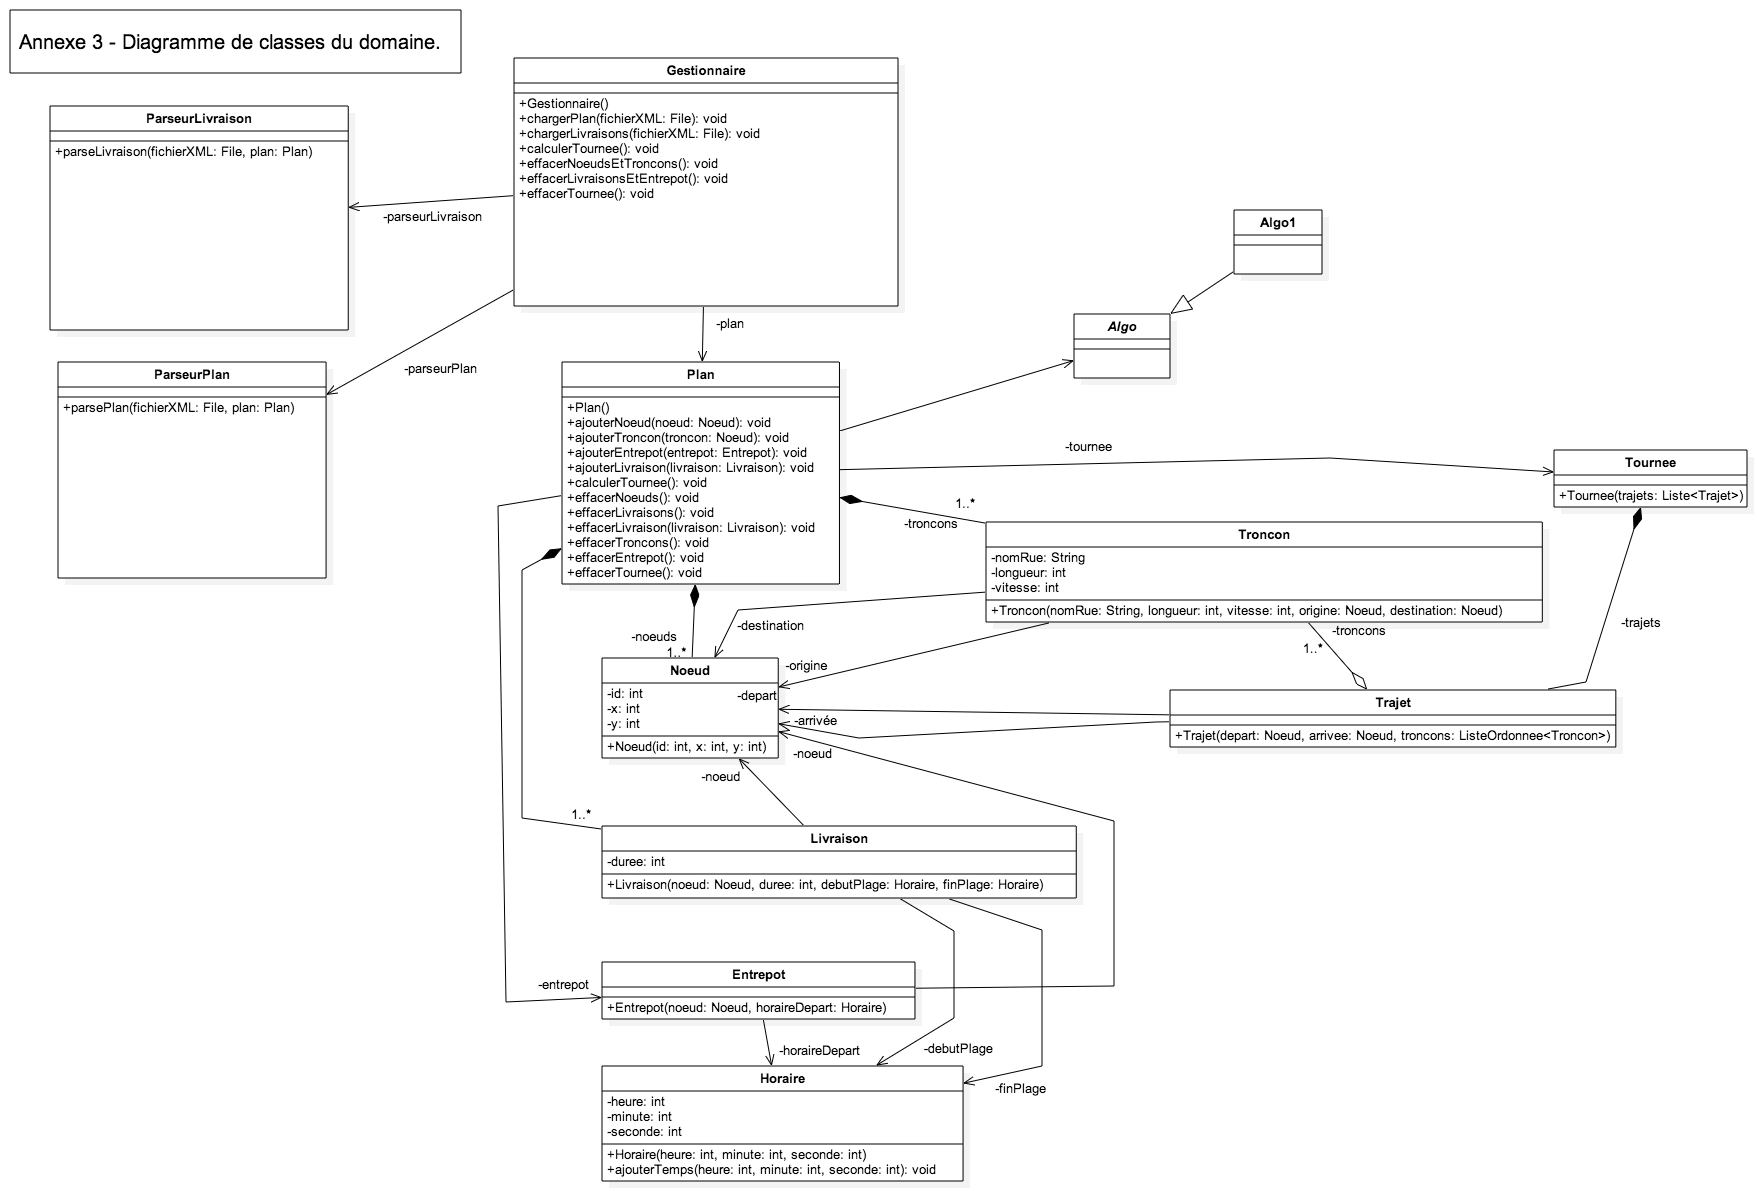 Annexe 3 - Diagramme de classes du domaine.
Gestionnaire
+Gestionnaire()
+chargerPlan(fichierXML: File): void
+chargerLivraisons(fichierXML: File): void
+calculerTournee(): void
+effacerNoeudsEtTroncons(): void
+effacerLivraisonsEtEntrepot(): void
+effacerTournee(): void
ParseurLivraison
+parseLivraison(fichierXML: File, plan: Plan)
-parseurLivraison
Algo1
Algo
-plan
-parseurPlan
ParseurPlan
+parsePlan(fichierXML: File, plan: Plan)
Plan
+Plan()
+ajouterNoeud(noeud: Noeud): void
+ajouterTroncon(troncon: Noeud): void
+ajouterEntrepot(entrepot: Entrepot): void
+ajouterLivraison(livraison: Livraison): void
+calculerTournee(): void
+effacerNoeuds(): void
+effacerLivraisons(): void
+effacerLivraison(livraison: Livraison): void
+effacerTroncons(): void
+effacerEntrepot(): void
+effacerTournee(): void
-tournee
Tournee
+Tournee(trajets: Liste<Trajet>)
1..*
-troncons
Troncon
-nomRue: String
-longueur: int
-vitesse: int
+Troncon(nomRue: String, longueur: int, vitesse: int, origine: Noeud, destination: Noeud)
-noeuds
1..*
-destination
-origine
-troncons
1..*
-trajets
Noeud
-id: int
-x: int
-y: int
+Noeud(id: int, x: int, y: int)
-depart
-arrivée
-noeud
-noeud
Trajet
+Trajet(depart: Noeud, arrivee: Noeud, troncons: ListeOrdonnee<Troncon>)
1..*
Livraison
-duree: int
+Livraison(noeud: Noeud, duree: int, debutPlage: Horaire, finPlage: Horaire)
-entrepot
Entrepot
+Entrepot(noeud: Noeud, horaireDepart: Horaire)
-horaireDepart
-debutPlage
-finPlage
Horaire
-heure: int
-minute: int
-seconde: int
+Horaire(heure: int, minute: int, seconde: int)
+ajouterTemps(heure: int, minute: int, seconde: int): void